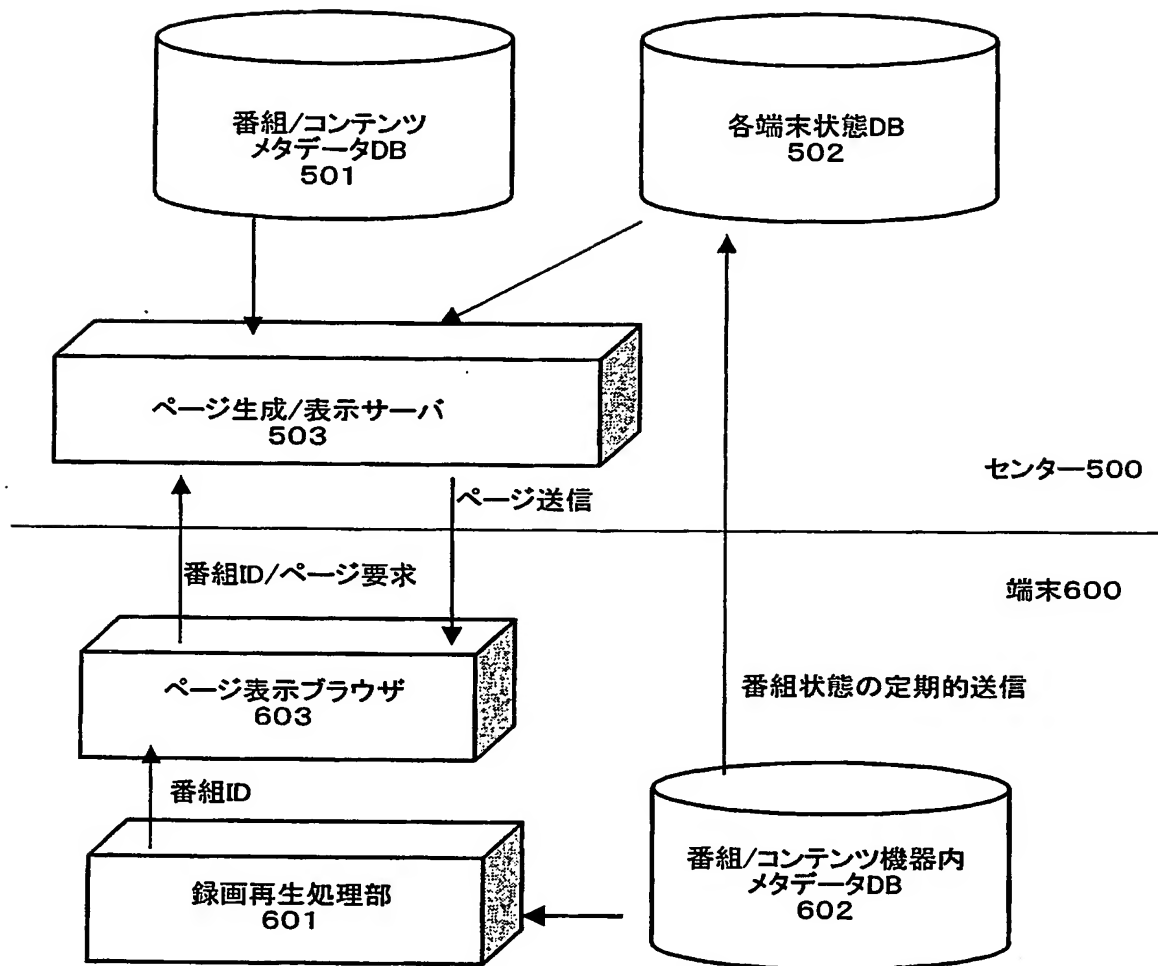 番組/コンテンツ
メタデータDB
501
各端末状態DB
502
ページ生成/表示サーバ
503
センター500
ページ送信
番組ID/ページ要求
端末600
ページ表示ブラウザ
603
番組状態の定期的送信
番組ID
録画再生処理部
601
番組/コンテンツ機器内
メタデータDB
602